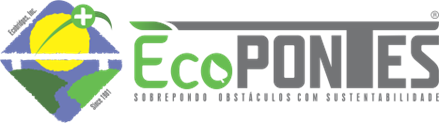 Ecobridges, Inc.
Since 1991
EcoPONTES®
SOBREPONDO OBSTÁCULOS COM SUSTENTABILIDADE